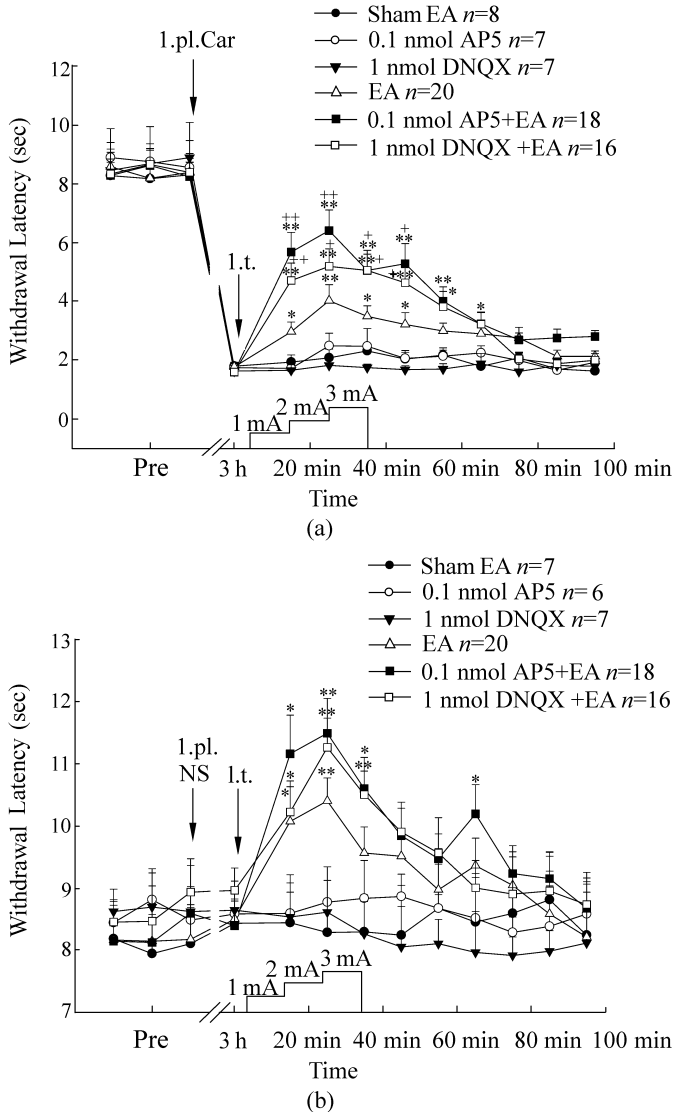 Sham EA n=8
0.1 nmol AP5 n=7
1 nmol DNQX n=7
EA n=20
0.1 nmol AP5+EA n=18
1 nmol DNQX +EA n=16
1.pl.Car
12
10
8
6
4
2
0
Withdrawal Latency (sec)
1.t.
++
**
++
**
+
**
+
**
++
**
+
**
**+
+**
**
*
*
*
**
*
*
1 mA
2 mA
3 mA
Pre
3 h
20 min
40 min
60 min
80 min
100 min
Time
(a)
Sham EA n=7
0.1 nmol AP5 n= 6
1 nmol DNQX n=7
EA n=20
0.1 nmol AP5+EA n=18
1 nmol DNQX +EA n=16
13
12
11
10
9
8
7
Withdrawal Latency (sec)
1.pl.
NS
1.t.
*
**
**
*
**
*
*
**
*
1 mA
2 mA
3 mA
Pre
3 h
20 min
40 min
60 min
80 min
100 min
Time
(b)